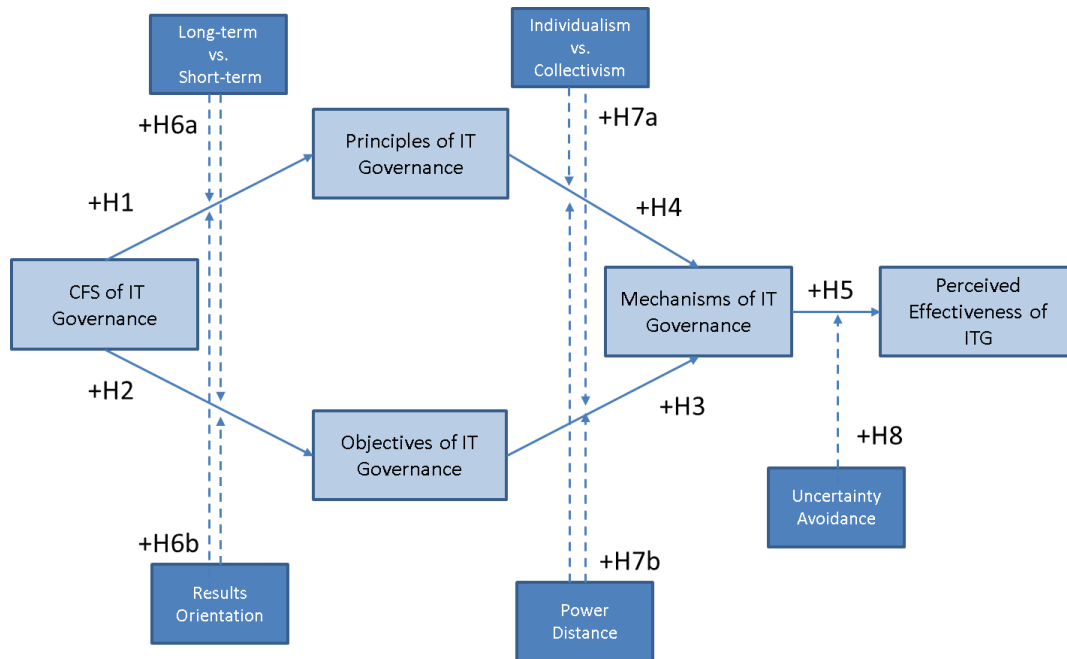 Long-term
vs.
Short-term
Individualism
vs.
Collectivism
+H6a
+H7a
Principles of IT
Governance
+H1
+H4
CFS of IT
Governance
Mechanisms of IT
Governance
+H5
Perceived
Effectiveness of
ITG
+H2
+H3
Objectives of IT
Governance
+H8
Uncertainty
Avoidance
+H6b
+H7b
Results
Orientation
Power
Distance